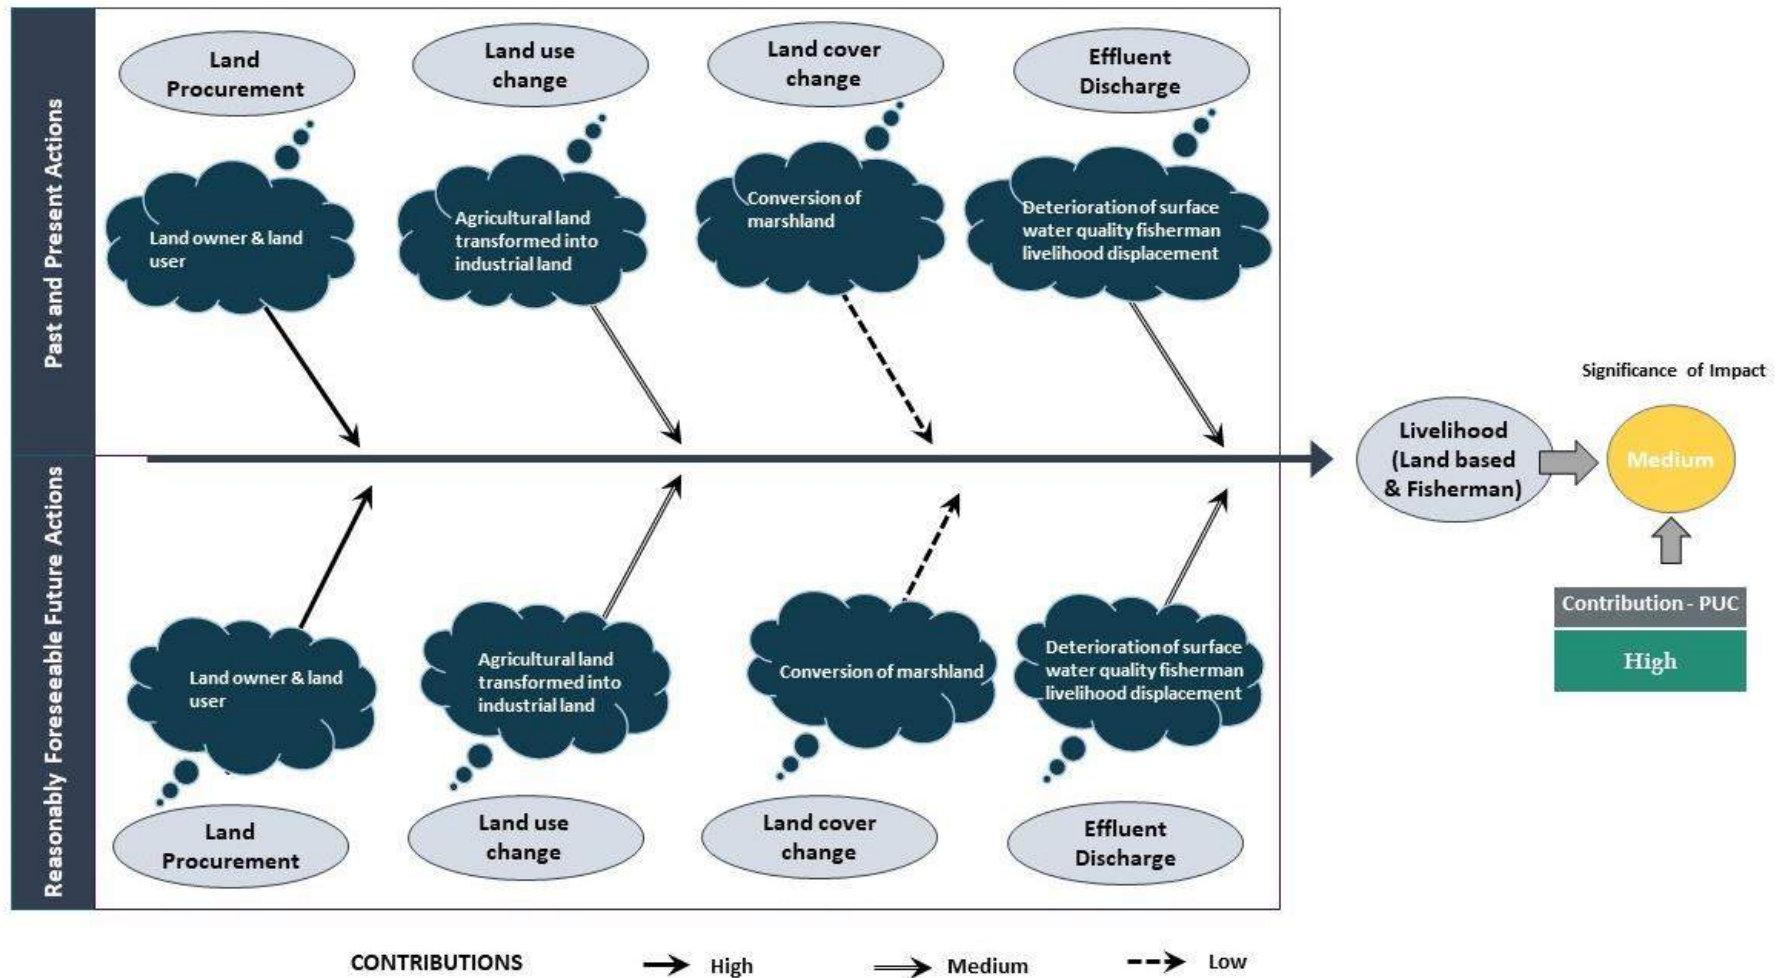 Past and Present Actions
Land
Procurement
Land use
change
Land cover
change
Effluent
Discharge
Land owner & land
user
Agricultural land
transformed into
industrial land
Conversion of
marshland
Deterioration of surface
water quality fisherman
livelihood displacement
Significance of Impact
Livelihood
(Land based
& Fisherman)
Medium
Contribution - PUC
High
Reasonably Foreseeable Future Actions
Land owner & land
user
Agricultural land
transformed into
industrial land
Conversion of marshland
Deterioration of surface
water quality fisherman
livelihood displacement
Land
Procurement
Land use
change
Land cover
change
Effluent
Discharge
CONTRIBUTIONS
High
Medium
Low